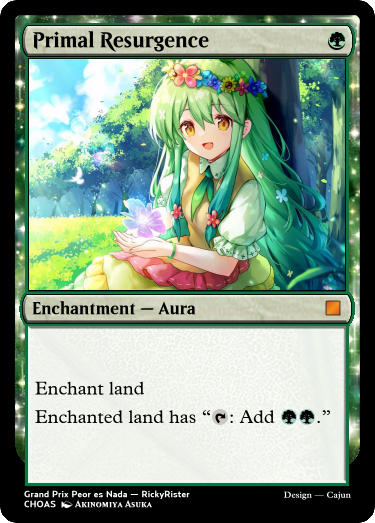 Primal Resurgence
Enchantment — Aura
Enchant land
Enchanted land has “: Add .”
Grand Prix Peor es Nada — RickyRister
CHOAS Akinomiya Asuka
Design — Cajun